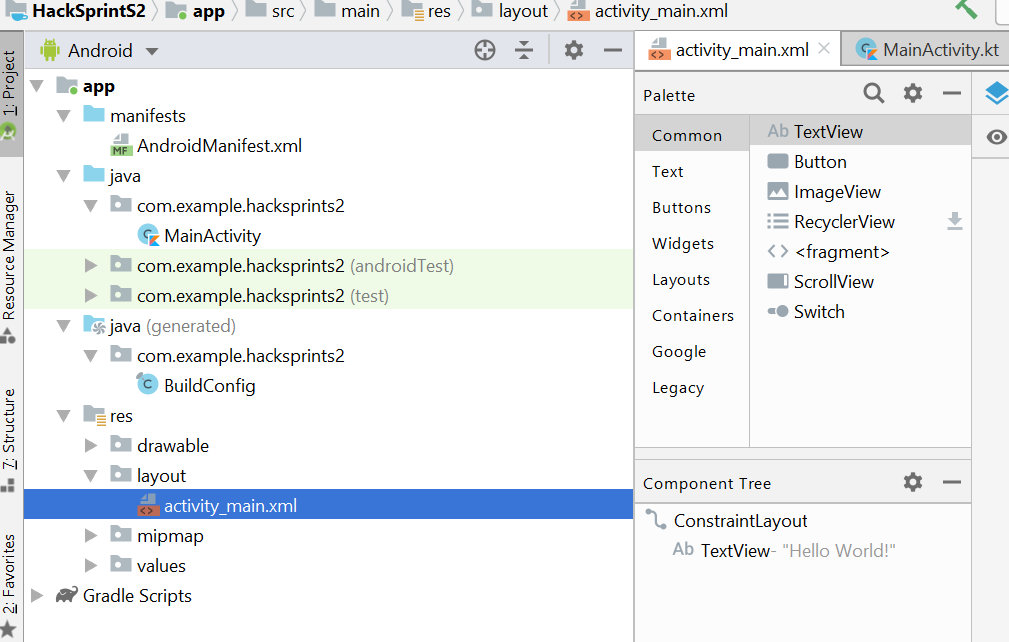 HackSprintS2 app src main res layout activity_main.xml
1: Project
Resource Manager
7: Structure
2: Favorites
Android
app
manifests
MF AndroidManifest.xml
java
com.example.hacksprints2
C MainActivity
com.example.hacksprints2 (androidTest)
com.example.hacksprints2 (test)
java (generated)
com.example.hacksprints2
C BuildConfig
res
drawable
layout
activity_main.xml
mipmap
values
Gradle Scripts
activity_main.xml
C MainActivity.kt
Palette
Common
Text
Buttons
Widgets
Layouts
Containers
Google
Legacy
Ab TextView
Button
ImageView
RecyclerView
<fragment>
ScrollView
Switch
Component Tree
ConstraintLayout
Ab TextView- "Hello World!"